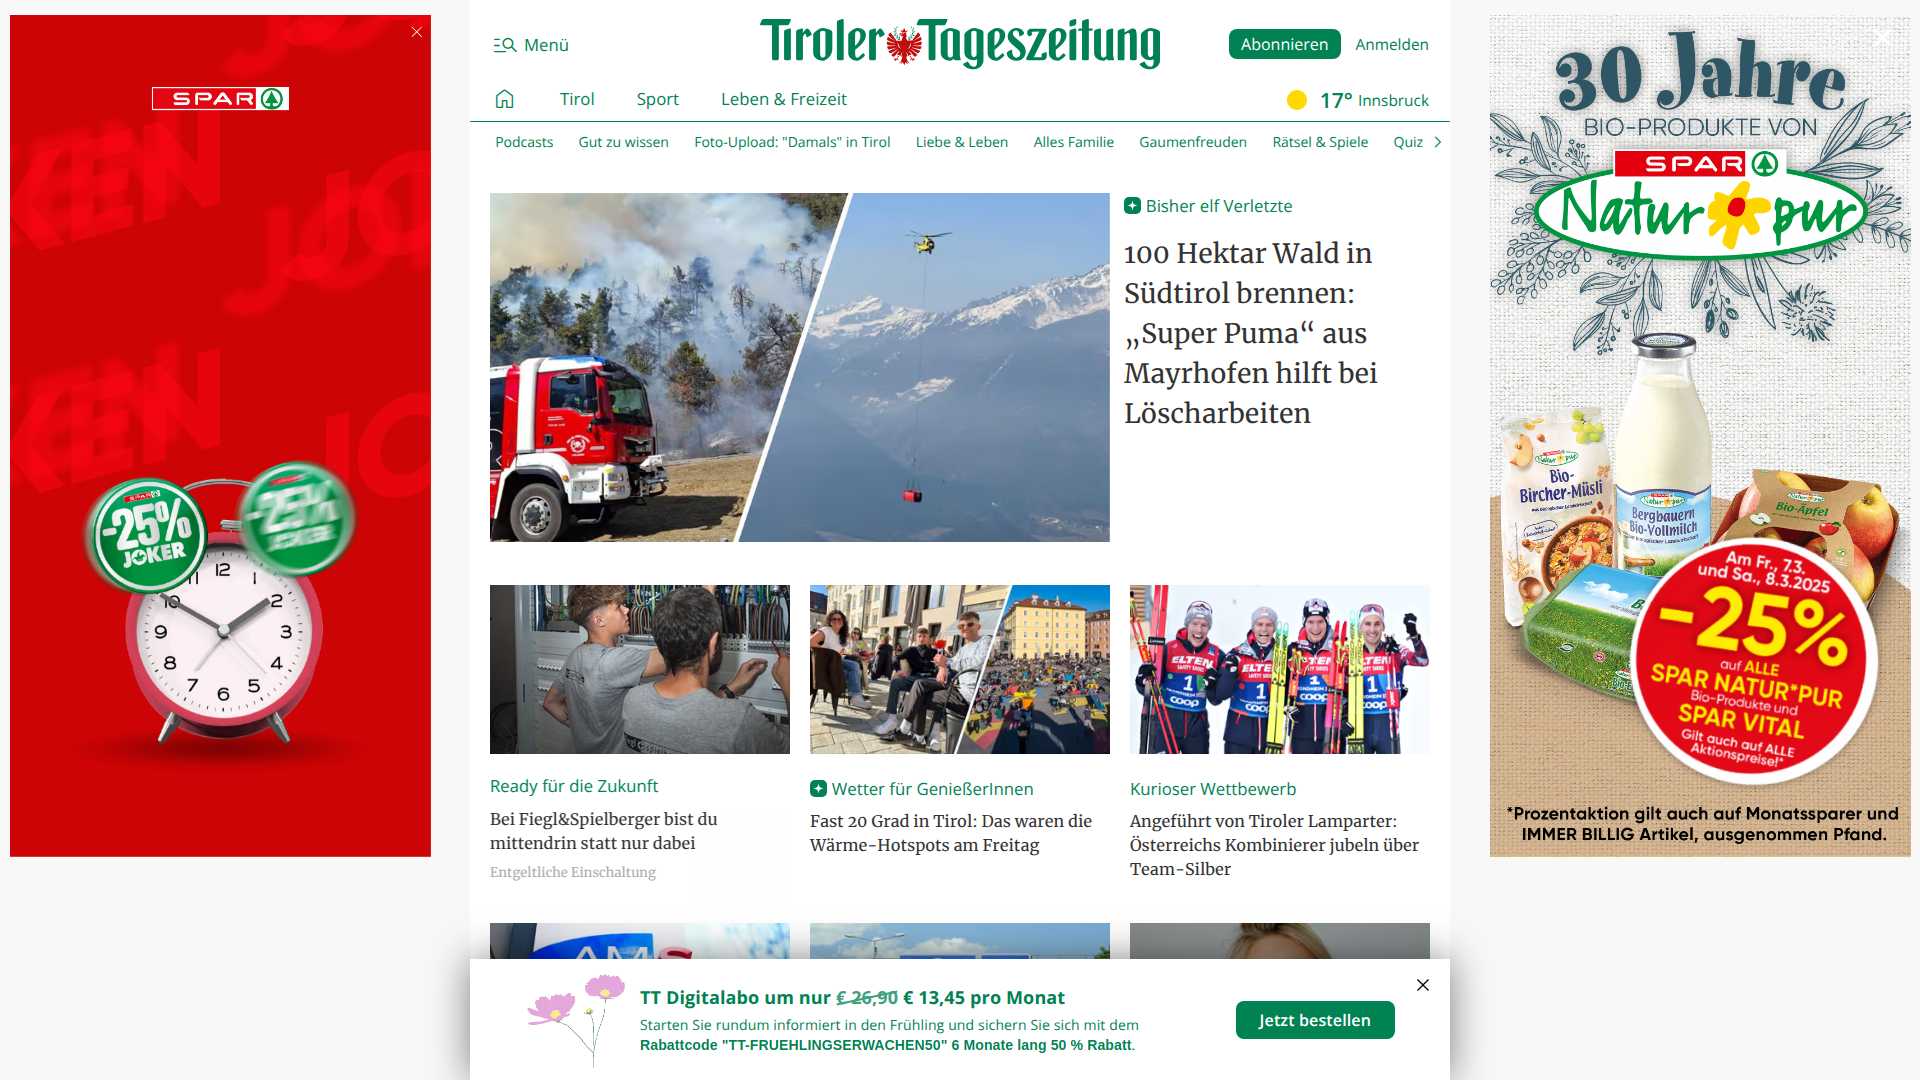 Menü
Tiroler Tageszeitung
Abonnieren
Anmelden
Tirol
Sport
Leben & Freizeit
17° Innsbruck
Podcasts
Gut zu wissen
Foto-Upload: "Damals" in Tirol
Liebe & Leben
Alles Familie
Gaumenfreuden
Rätsel & Spiele
Quiz
SPAR
-25%
JOKER
12
1
2
3
4
5
6
7
8
9
10
11
Bisher elf Verletzte
100 Hektar Wald in
Südtirol brennen:
„Super Puma“ aus
Mayrhofen hilft bei
Löscharbeiten
Ready für die Zukunft
Bei Fiegl&Spielberger bist du
mittendrin statt nur dabei
Entgeltliche Einschaltung
Wetter für GenießerInnen
Fast 20 Grad in Tirol: Das waren die
Wärme-Hotspots am Freitag
Kurioser Wettbewerb
Angeführt von Tiroler Lamparter:
Österreichs Kombinierer jubeln über
Team-Silber
TT Digitalabo um nur € 26,90 € 13,45 pro Monat
Starten Sie rundum informiert in den Frühling und sichern Sie sich mit dem
Rabattcode "TT-FRUEHLINGSERWACHEN50" 6 Monate lang 50 % Rabatt.
Jetzt bestellen
30 Jahre
BIO-PRODUKTE VON
SPAR
Natur pur
Bio-
Bircher-Müsli
Bergbauern
Bio-Vollmilch
Bio-Äpfel
Am Fr., 7.3.
und Sa., 8.3.2025
-25%
auf ALLE
SPAR NATUR*PUR
Bio-Produkte und
SPAR VITAL
Gilt auch auf ALLE
Aktionspreise!*
*Prozentaktion gilt auch auf Monatssparer und
IMMER BILLIG Artikel, ausgenommen Pfand.